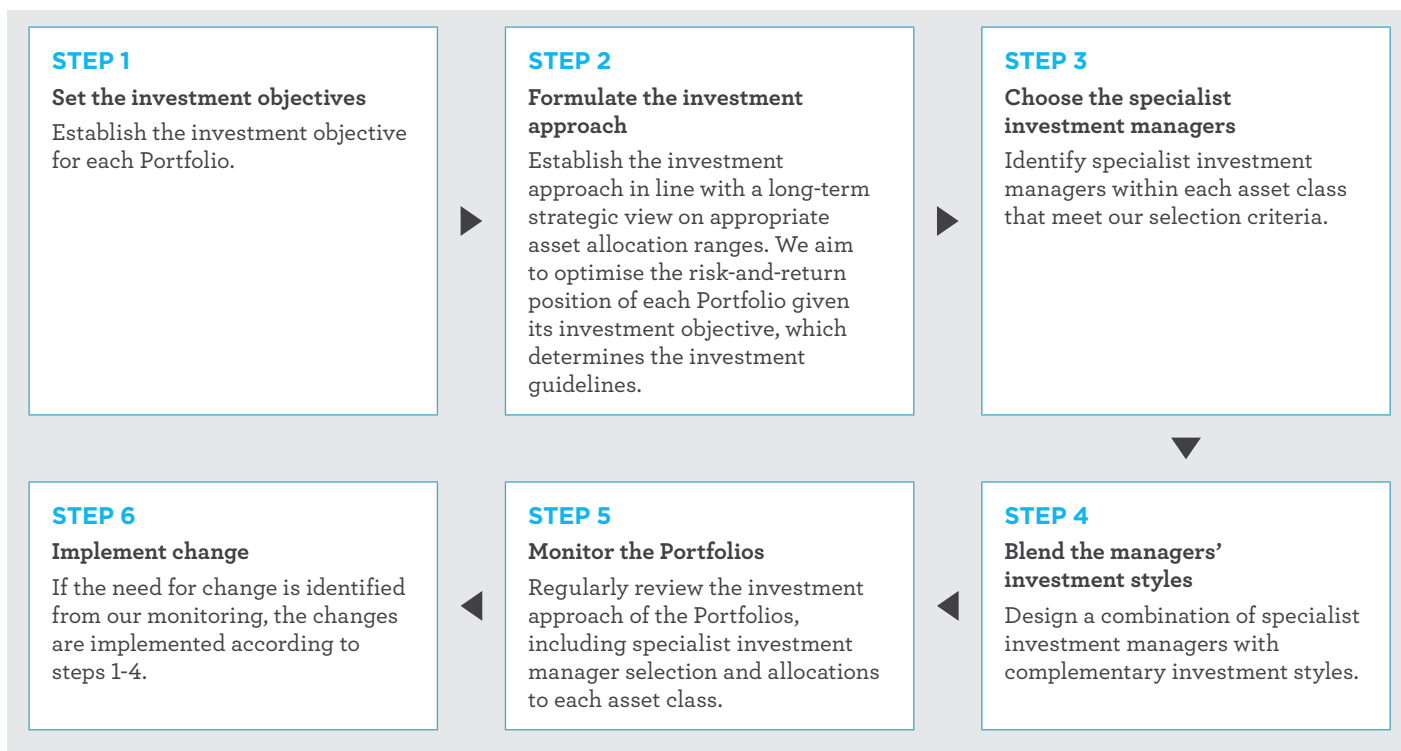 STEP 1
Set the investment objectives
Establish the investment objective
for each Portfolio.
STEP 2
Formulate the investment
approach
Establish the investment
approach in line with a long-term
strategic view on appropriate
asset allocation ranges. We aim
to optimise the risk-and-return
position of each Portfolio given
its investment objective, which
determines the investment
guidelines.
STEP 3
Choose the specialist
investment managers
Identify specialist investment
managers within each asset class
that meet our selection criteria.
STEP 4
Blend the managers’
investment styles
Design a combination of specialist
investment managers with
complementary investment styles.
STEP 5
Monitor the Portfolios
Regularly review the investment
approach of the Portfolios,
including specialist investment
manager selection and allocations
to each asset class.
STEP 6
Implement change
If the need for change is identified
from our monitoring, the changes
are implemented according to
steps 1-4.